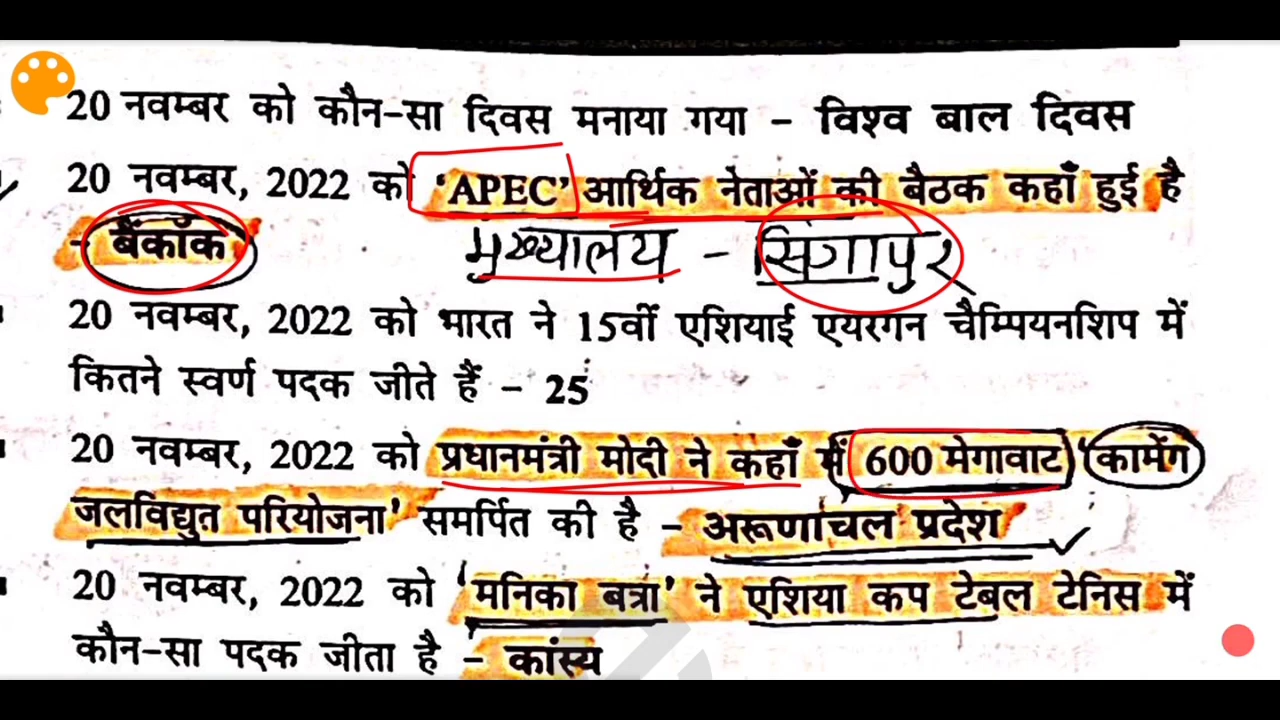 20 नवम्बर को कौन-सा दिवस मनाया गया - विश्व बाल दिवस
20 नवम्बर, 2022 को 'APEC' आर्थिक नेताओं की बैठक कहाँ हुई है
- बैंकॉक मुख्यालय - सिंगापुर
20 नवम्बर, 2022 को भारत ने 15वीं एशियाई एयरगन चैम्पियनशिप में
कितने स्वर्ण पदक जीते हैं - 25
20 नवम्बर, 2022 को प्रधानमंत्री मोदी ने कहाँ में 600 मेगावाट 'कामेंग
जलविद्युत परियोजना' समर्पित की है - अरूणांचल प्रदेश
20 नवम्बर, 2022 को 'मनिका बत्रा' ने एशिया कप टेबल टेनिस में
कौन-सा पदक जीता है - कांस्य